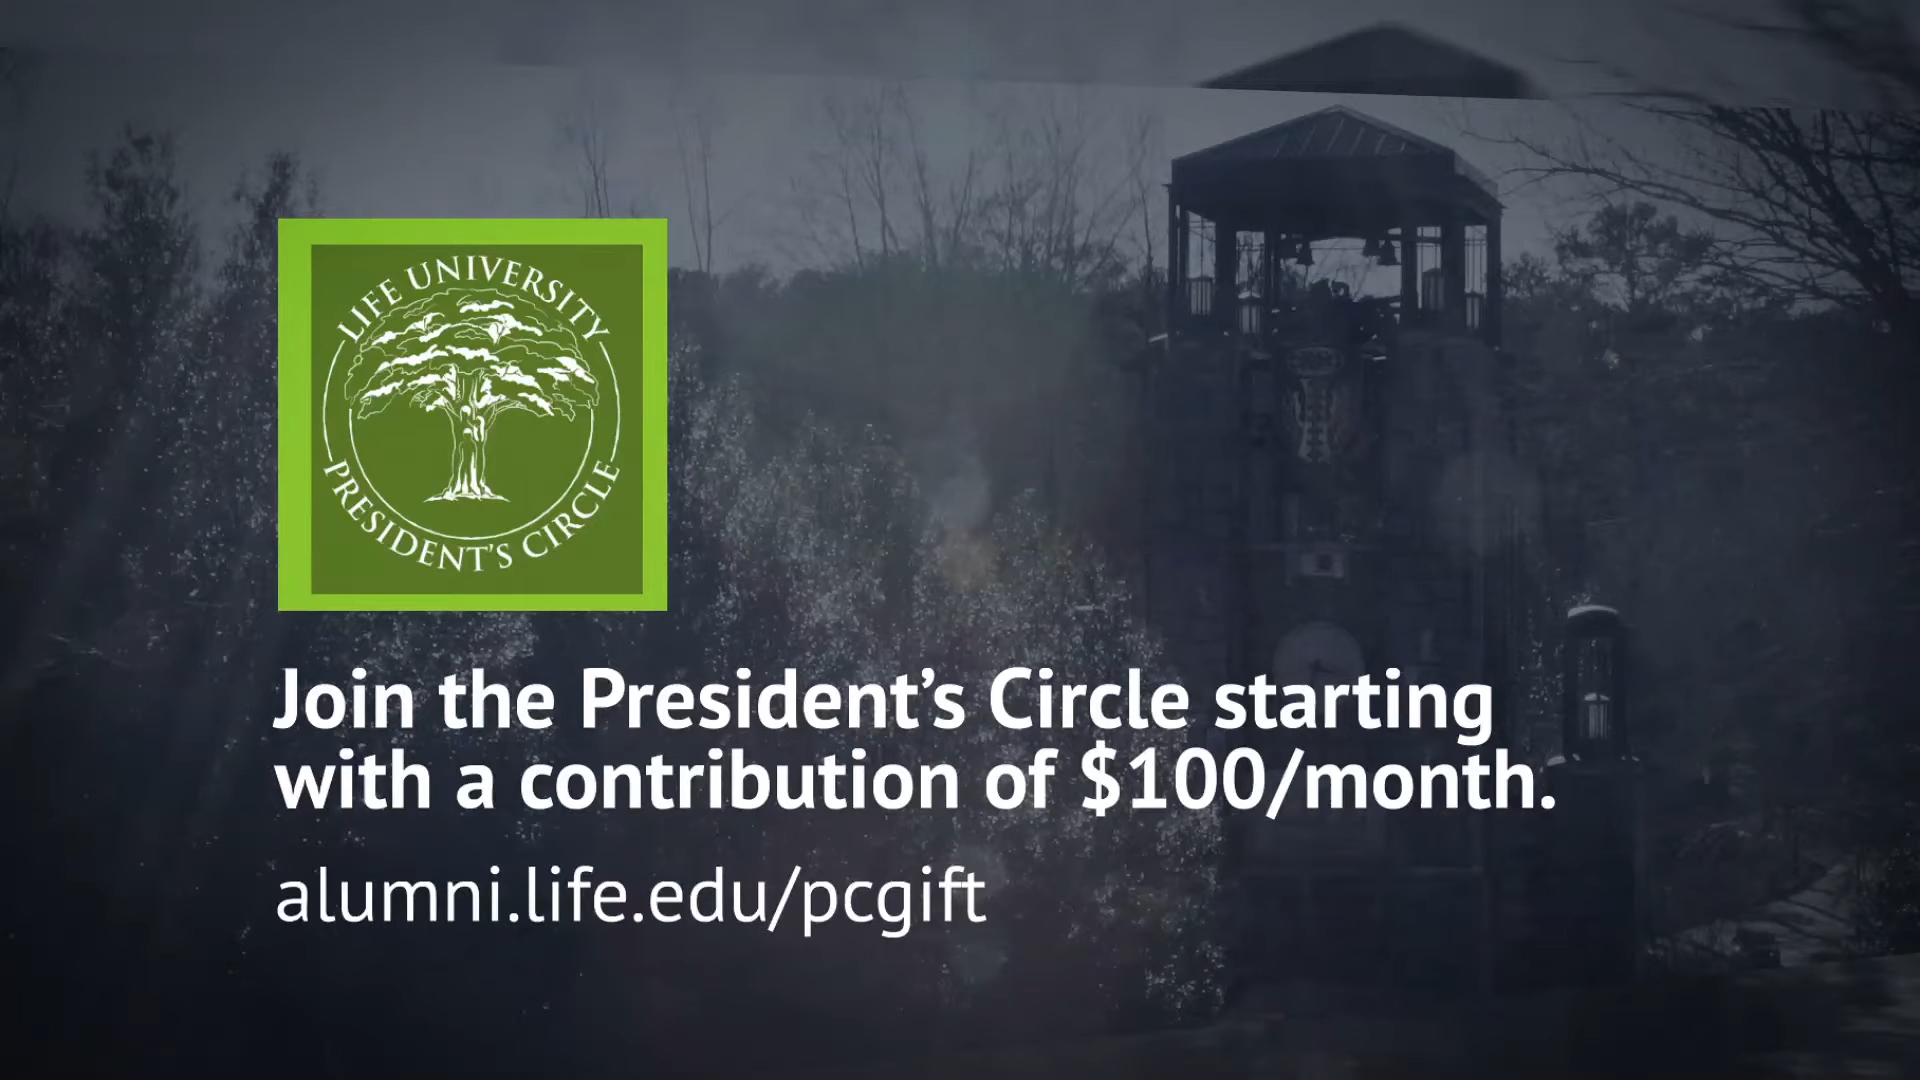 LIFE UNIVERSITY
PRESIDENT'S CIRCLE
Join the President’s Circle starting
with a contribution of $100/month.
alumni.life.edu/pcgift